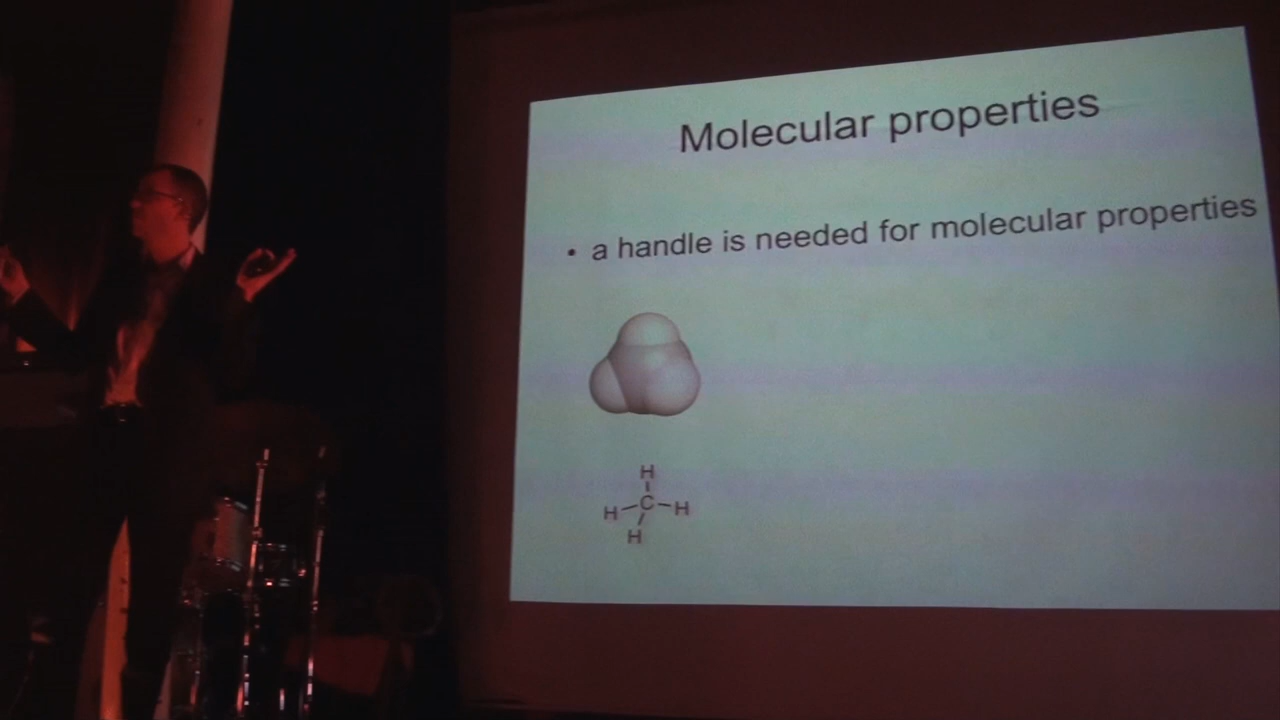 Molecular properties
• a handle is needed for molecular properties
H
H–C–H
H